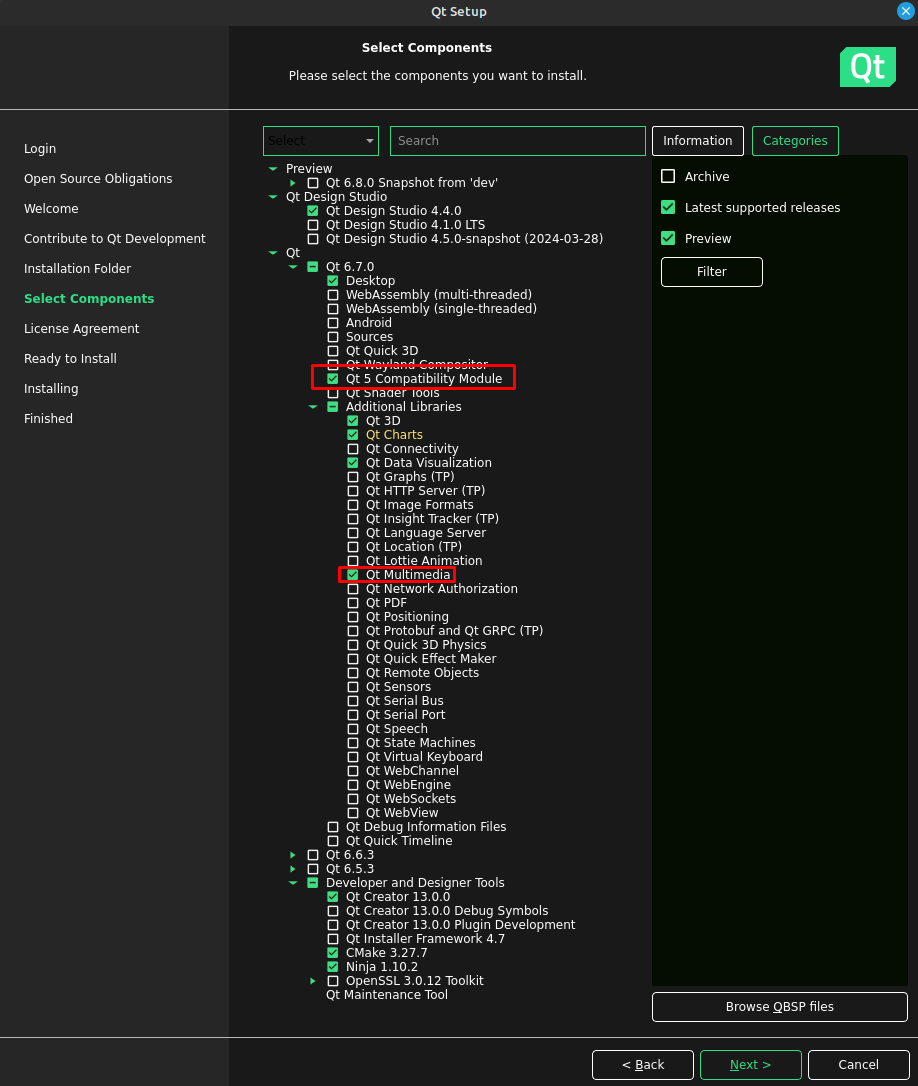 Qt Setup
Select Components
Please select the components you want to install.
Qt
Login
Open Source Obligations
Welcome
Contribute to Qt Development
Installation Folder
Select Components
License Agreement
Ready to Install
Installing
Finished
Select
Search
Information
Categories
Preview
Qt 6.8.0 Snapshot from 'dev'
Qt Design Studio
Qt Design Studio 4.4.0
Qt Design Studio 4.1.0 LTS
Qt Design Studio 4.5.0-snapshot (2024-03-28)
Qt
Qt 6.7.0
Desktop
WebAssembly (multi-threaded)
WebAssembly (single-threaded)
Android
Sources
Qt Quick 3D
Qt Wayland Compositor
Qt 5 Compatibility Module
Qt Shader Tools
Additional Libraries
Qt 3D
Qt Charts
Qt Connectivity
Qt Data Visualization
Qt Graphs (TP)
Qt HTTP Server (TP)
Qt Image Formats
Qt Insight Tracker (TP)
Qt Language Server
Qt Location (TP)
Qt Lottie Animation
Qt Multimedia
Qt Network Authorization
Qt PDF
Qt Positioning
Qt Protobuf and Qt GRPC (TP)
Qt Quick 3D Physics
Qt Quick Effect Maker
Qt Remote Objects
Qt Sensors
Qt Serial Bus
Qt Serial Port
Qt Speech
Qt State Machines
Qt Virtual Keyboard
Qt WebChannel
Qt WebEngine
Qt WebSockets
Qt WebView
Qt Debug Information Files
Qt Quick Timeline
Qt 6.6.3
Qt 6.5.3
Developer and Designer Tools
Qt Creator 13.0.0
Qt Creator 13.0.0 Debug Symbols
Qt Creator 13.0.0 Plugin Development
Qt Installer Framework 4.7
CMake 3.27.7
Ninja 1.10.2
OpenSSL 3.0.12 Toolkit
Qt Maintenance Tool
Archive
Latest supported releases
Preview
Filter
Browse QBSP files
< Back
Next >
Cancel